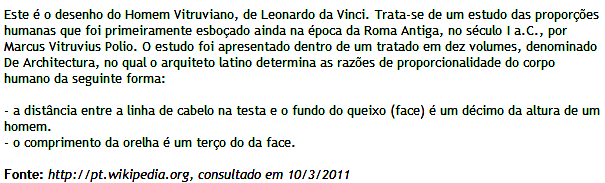 Este é o desenho do Homem Vitruviano, de Leonardo da Vinci. Trata-se de um estudo das proporções
humanas que foi primeiramente esboçado ainda na época da Roma Antiga, no século I a.C., por
Marcus Vitruvius Polio. O estudo foi apresentado dentro de um tratado em dez volumes, denominado
De Architectura, no qual o arquiteto latino determina as razões de proporcionalidade do corpo
humano da seguinte forma:
- a distância entre a linha de cabelo na testa e o fundo do queixo (face) é um décimo da altura de um
homem.
- o comprimento da orelha é um terço do da face.
Fonte: http://pt.wikipedia.org, consultado em 10/3/2011